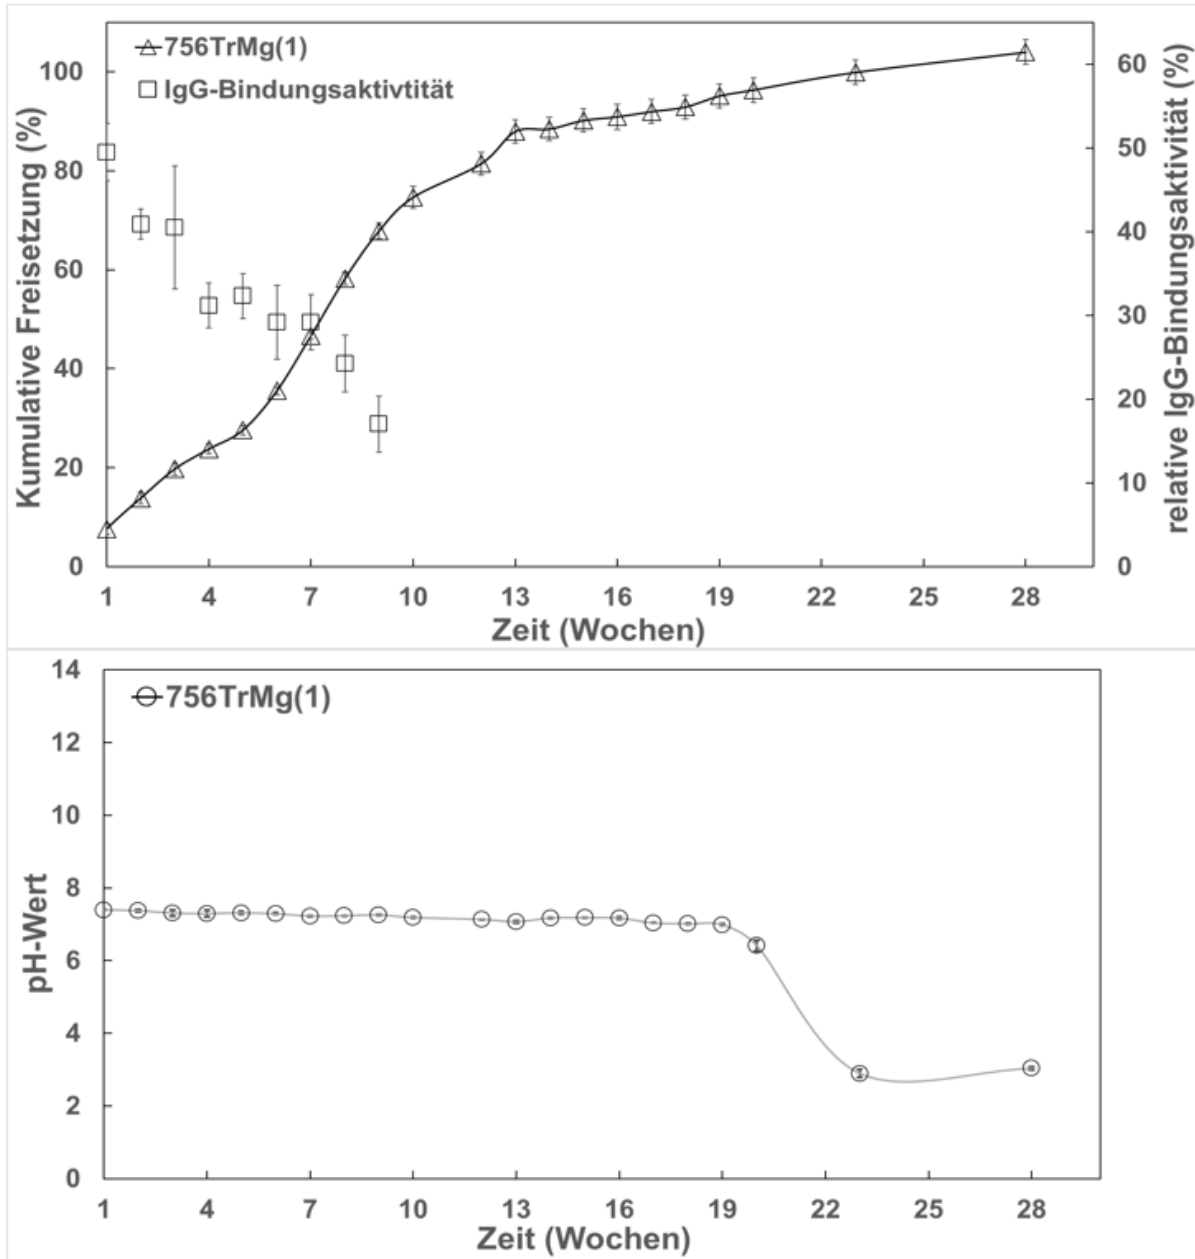 756TrMg(1)
IgG-Bindungsaktivtität
Kumulative Freisetzung (%)
100
80
60
40
20
0
relative IgG-Bindungsaktivität (%)
60
50
40
30
20
10
0
1 4 7 10 13 16 19 22 25 28
Zeit (Wochen)
756TrMg(1)
pH-Wert
14
12
10
8
6
4
2
0
1 4 7 10 13 16 19 22 25 28
Zeit (Wochen)